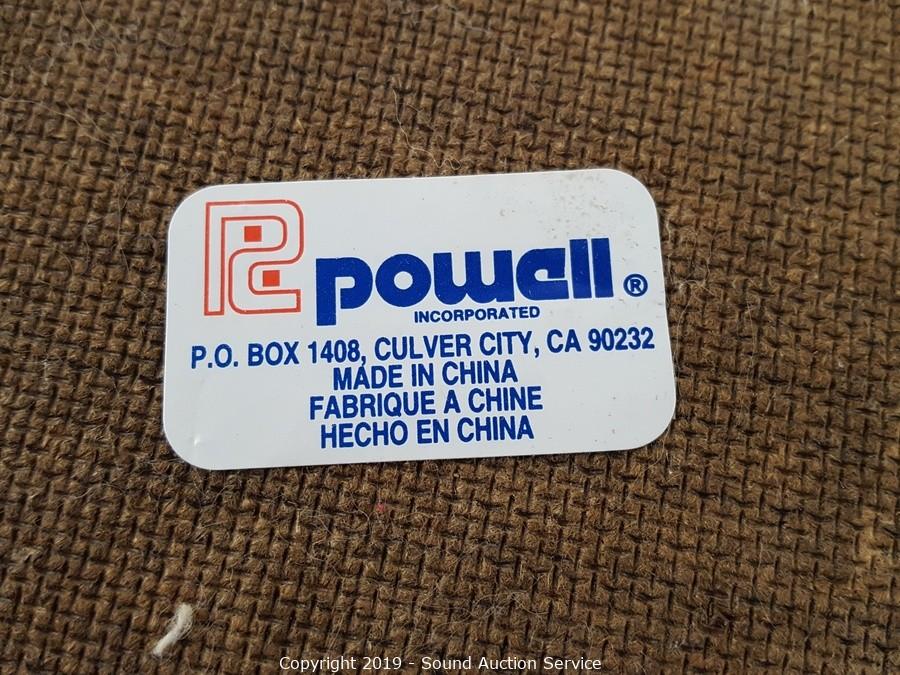 powell ®
INCORPORATED
P.O. BOX 1408, CULVER CITY, CA 90232
MADE IN CHINA
FABRIQUE A CHINE
HECHO EN CHINA
Copyright 2019 - Sound Auction Service